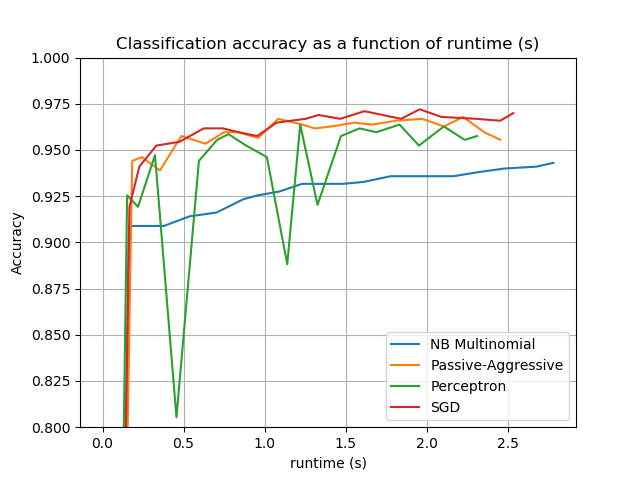 Classification accuracy as a function of runtime (s)
1.000
0.975
0.950
0.925
0.900
0.875
0.850
0.825
0.800
Accuracy
NB Multinomial
Passive-Aggressive
Perceptron
SGD
0.0 0.5 1.0 1.5 2.0 2.5
runtime (s)